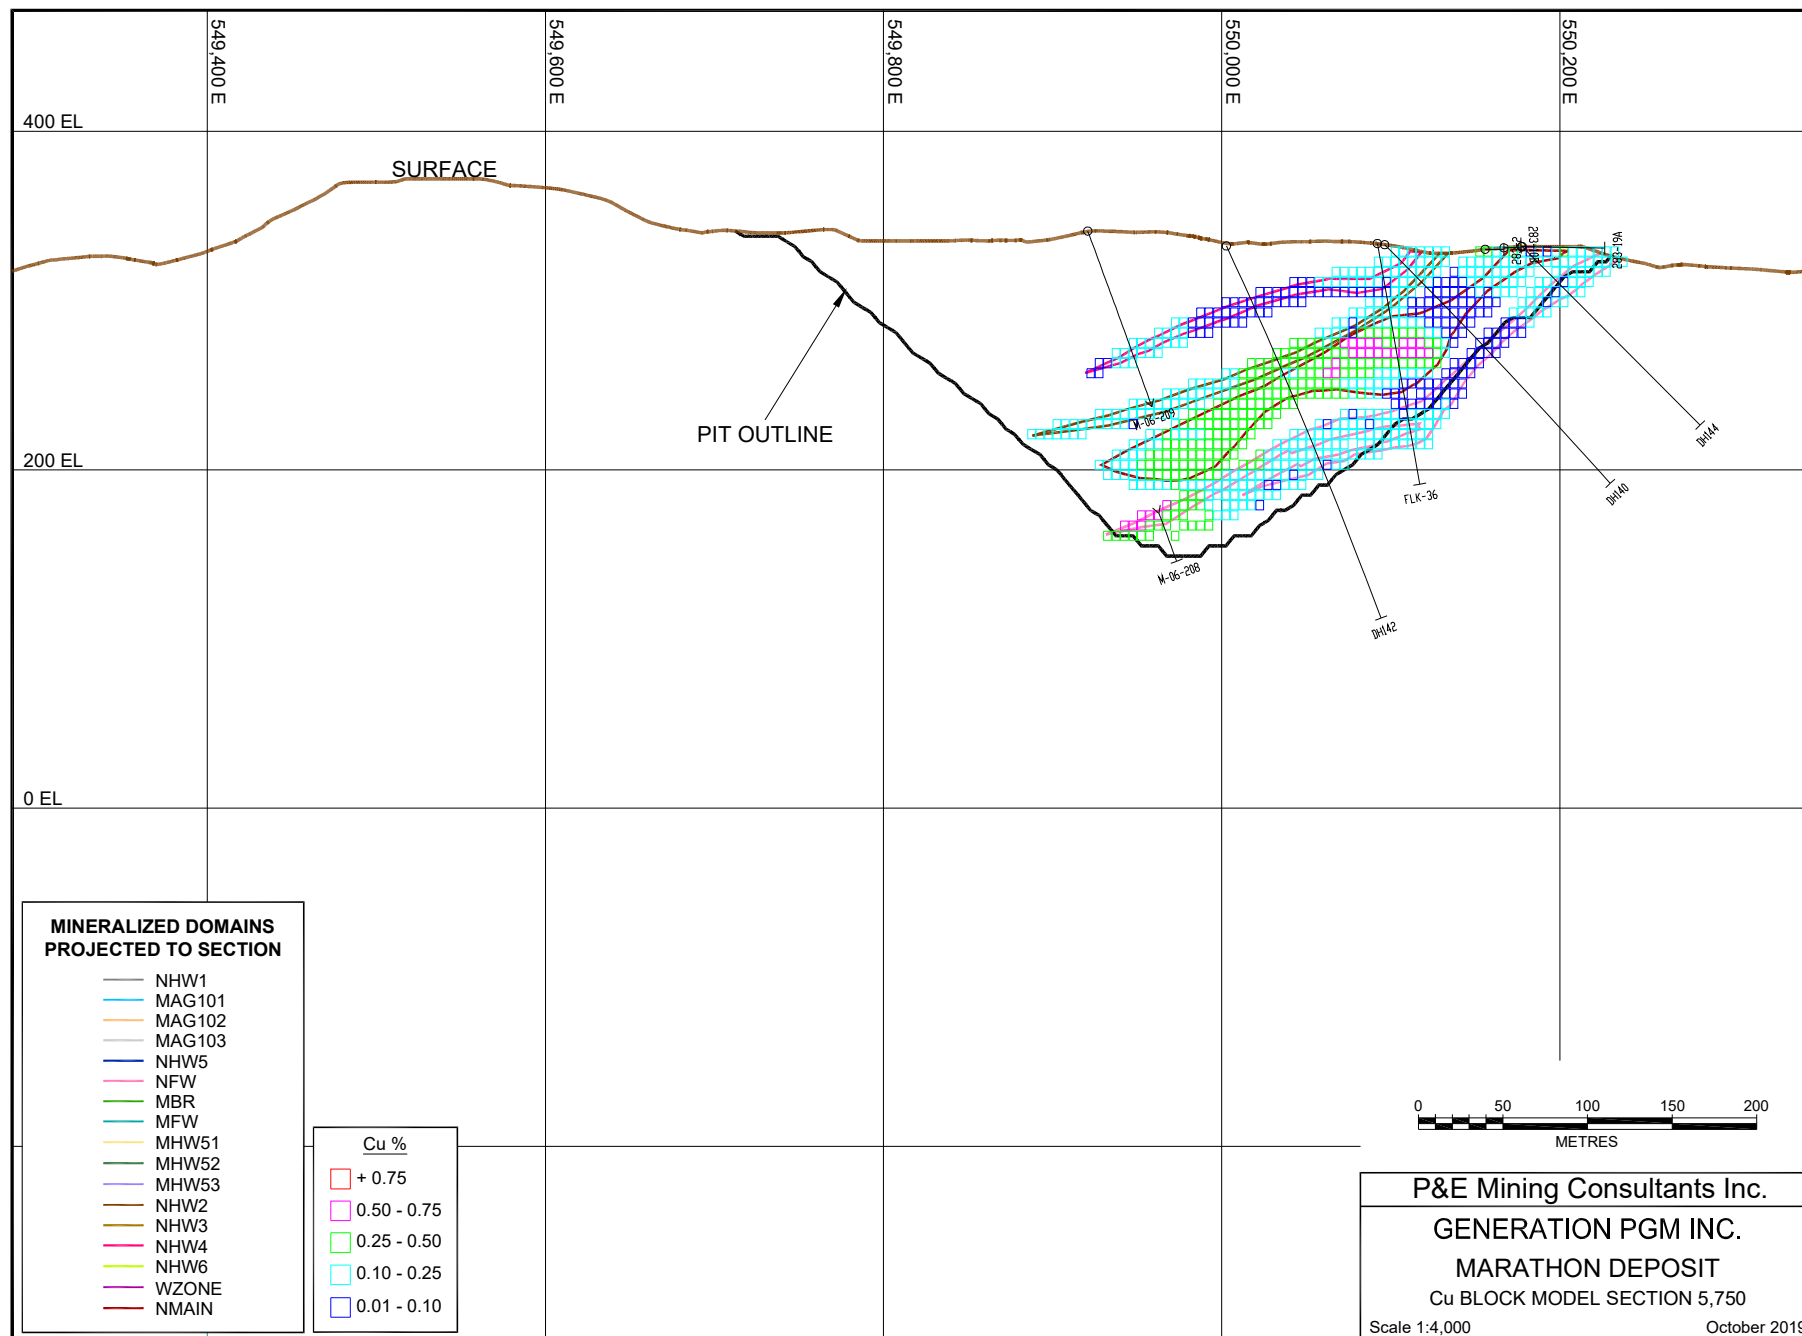 549,400 E
549,600 E
549,800 E
550,000 E
550,200 E
400 EL
SURFACE
283-19A
M-06-209
PIT OUTLINE
DH144
200 EL
FLK-36
DH140
M-06-208
DH142
0 EL
MINERALIZED DOMAINS
PROJECTED TO SECTION
NHW1
MAG101
MAG102
MAG103
NHW5
NFW
MBR
MFW
MHW51
MHW52
MHW53
NHW2
NHW3
NHW4
NHW6
WZONE
NMAIN
Cu %
+ 0.75
0.50 - 0.75
0.25 - 0.50
0.10 - 0.25
0.01 - 0.10
0 50 100 150 200
METRES
P&E Mining Consultants Inc.
GENERATION PGM INC.
MARATHON DEPOSIT
Cu BLOCK MODEL SECTION 5,750
Scale 1:4,000 October 2019